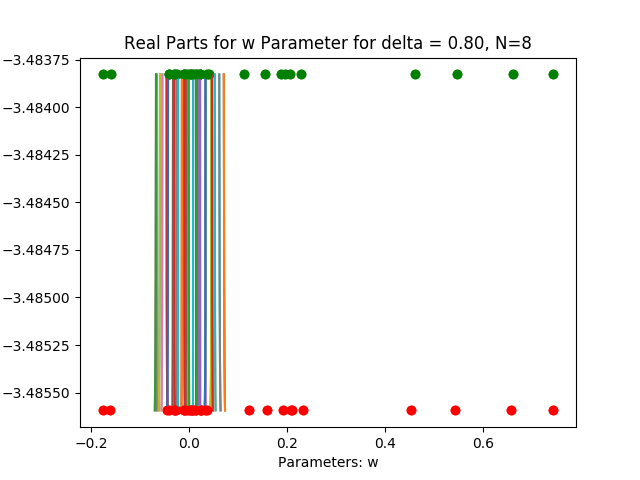 Real Parts for w Parameter for delta = 0.80, N=8
−3.48375
−3.48400
−3.48425
−3.48450
−3.48475
−3.48500
−3.48525
−3.48550
−0.2 0.0 0.2 0.4 0.6
Parameters: w